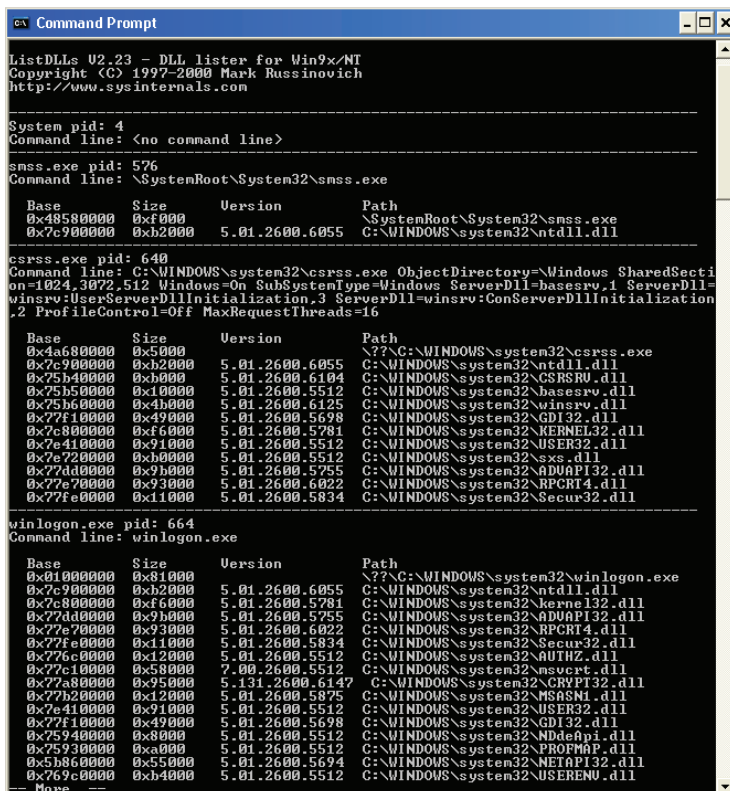 Command Prompt
ListDLLs V2.23 - DLL lister for Win9x/NT
Copyright (C) 1997-2000 Mark Russinovich
http://www.sysinternals.com
------------------------------------------------------------------------------
System pid: 4
Command line: <no command line>
------------------------------------------------------------------------------
smss.exe pid: 576
Command line: \SystemRoot\System32\smss.exe
Base Size Version Path
0x48580000 0xf000 \SystemRoot\System32\smss.exe
0x7c900000 0xb2000 5.01.2600.6055 C:\WINDOWS\system32\ntdll.dll
------------------------------------------------------------------------------
csrss.exe pid: 640
Command line: C:\WINDOWS\system32\csrss.exe ObjectDirectory=\Windows SharedSecti
on=1024,3072,512 Windows=On SubSystemType=Windows ServerDll=basesrv,1 ServerDll=
winsrv:UserServerDllInitialization,3 ServerDll=winsrv:ConServerDllInitialization
,2 ProfileControl=Off MaxRequestThreads=16
Base Size Version Path
0x4a680000 0x5000 \??\C:\WINDOWS\system32\csrss.exe
0x7c900000 0xb2000 5.01.2600.6055 C:\WINDOWS\system32\ntdll.dll
0x75b40000 0xb000 5.01.2600.6104 C:\WINDOWS\system32\CSRSRV.dll
0x75b50000 0x10000 5.01.2600.5512 C:\WINDOWS\system32\basesrv.dll
0x75b60000 0x4b000 5.01.2600.6125 C:\WINDOWS\system32\winsrv.dll
0x77f10000 0x49000 5.01.2600.5698 C:\WINDOWS\system32\GDI32.dll
0x7c800000 0xf6000 5.01.2600.5781 C:\WINDOWS\system32\KERNEL32.dll
0x7e410000 0x91000 5.01.2600.5512 C:\WINDOWS\system32\USER32.dll
0x7e720000 0xb0000 5.01.2600.5512 C:\WINDOWS\system32\sxs.dll
0x77dd0000 0x9b000 5.01.2600.5755 C:\WINDOWS\system32\ADVAPI32.dll
0x77e70000 0x93000 5.01.2600.6022 C:\WINDOWS\system32\RPCRT4.dll
0x77fe0000 0x11000 5.01.2600.5834 C:\WINDOWS\system32\Secur32.dll
------------------------------------------------------------------------------
winlogon.exe pid: 664
Command line: winlogon.exe
Base Size Version Path
0x01000000 0x81000 \??\C:\WINDOWS\system32\winlogon.exe
0x7c900000 0xb2000 5.01.2600.6055 C:\WINDOWS\system32\ntdll.dll
0x7c800000 0xf6000 5.01.2600.5781 C:\WINDOWS\system32\kernel32.dll
0x77dd0000 0x9b000 5.01.2600.5755 C:\WINDOWS\system32\ADVAPI32.dll
0x77e70000 0x93000 5.01.2600.6022 C:\WINDOWS\system32\RPCRT4.dll
0x77fe0000 0x11000 5.01.2600.5834 C:\WINDOWS\system32\Secur32.dll
0x776c0000 0x12000 5.01.2600.5512 C:\WINDOWS\system32\AUTHZ.dll
0x77c10000 0x58000 7.00.2600.5512 C:\WINDOWS\system32\msvcrt.dll
0x77a80000 0x95000 5.131.2600.6147 C:\WINDOWS\system32\CRYPT32.dll
0x77b20000 0x12000 5.01.2600.5875 C:\WINDOWS\system32\MSASN1.dll
0x7e410000 0x91000 5.01.2600.5512 C:\WINDOWS\system32\USER32.dll
0x77f10000 0x49000 5.01.2600.5698 C:\WINDOWS\system32\GDI32.dll
0x75940000 0x8000 5.01.2600.5512 C:\WINDOWS\system32\NDdeApi.dll
0x75930000 0xa000 5.01.2600.5512 C:\WINDOWS\system32\PROFMAP.dll
0x5b860000 0x55000 5.01.2600.5694 C:\WINDOWS\system32\NETAPI32.dll
0x769c0000 0xb4000 5.01.2600.5512 C:\WINDOWS\system32\USERENV.dll
-- More --